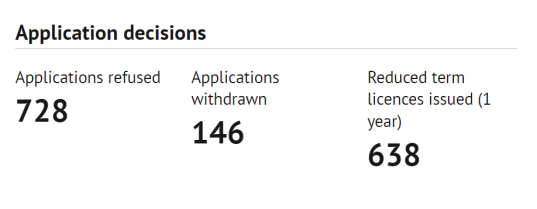 Application decisions
Applications refused
728
Applications
withdrawn
146
Reduced term
licences issued (1
year)
638